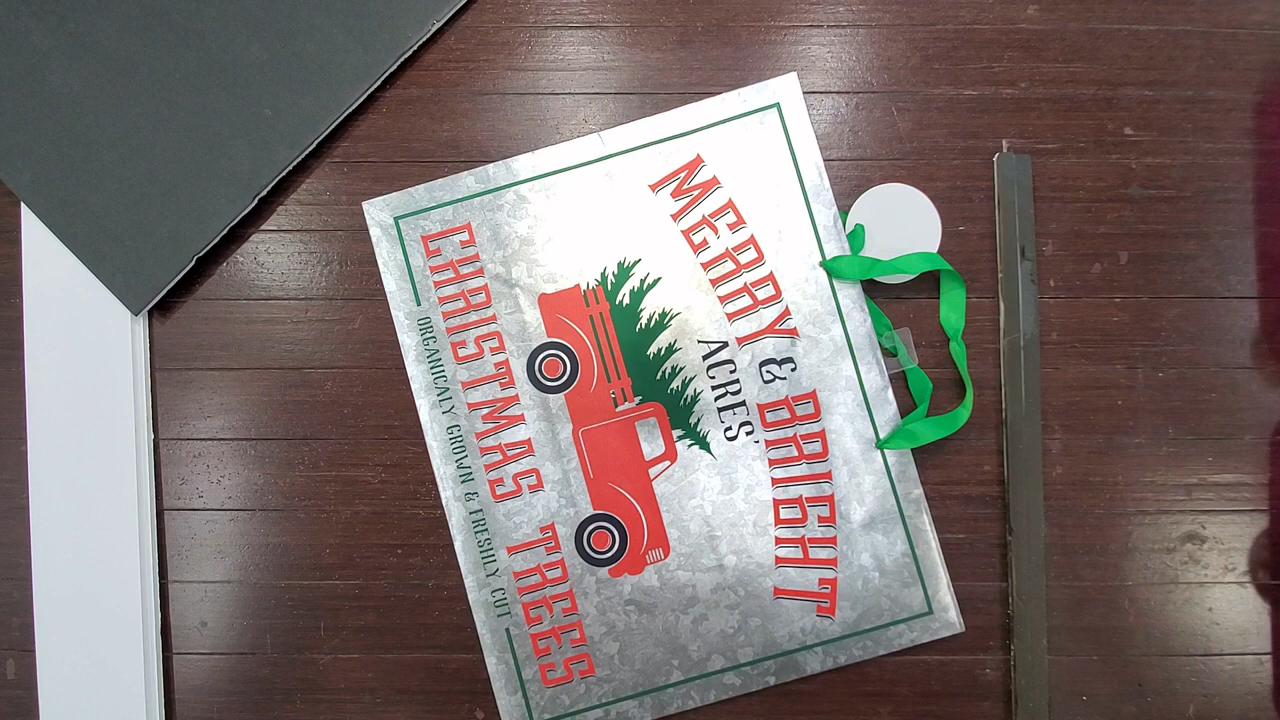 MERRY & BRIGHT
ACRES'
CHRISTMAS TREES
ORGANICALY GROWN & FRESHLY CUT